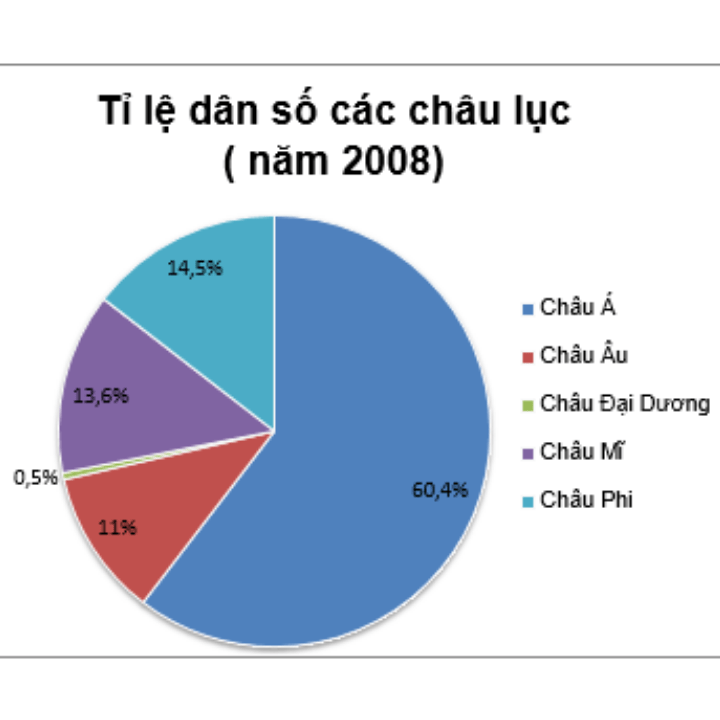 Tỉ lệ dân số các châu lục
( năm 2008)
14,5%
13,6%
0,5%
11%
60,4%
Châu Á
Châu Âu
Châu Đại Dương
Châu Mĩ
Châu Phi